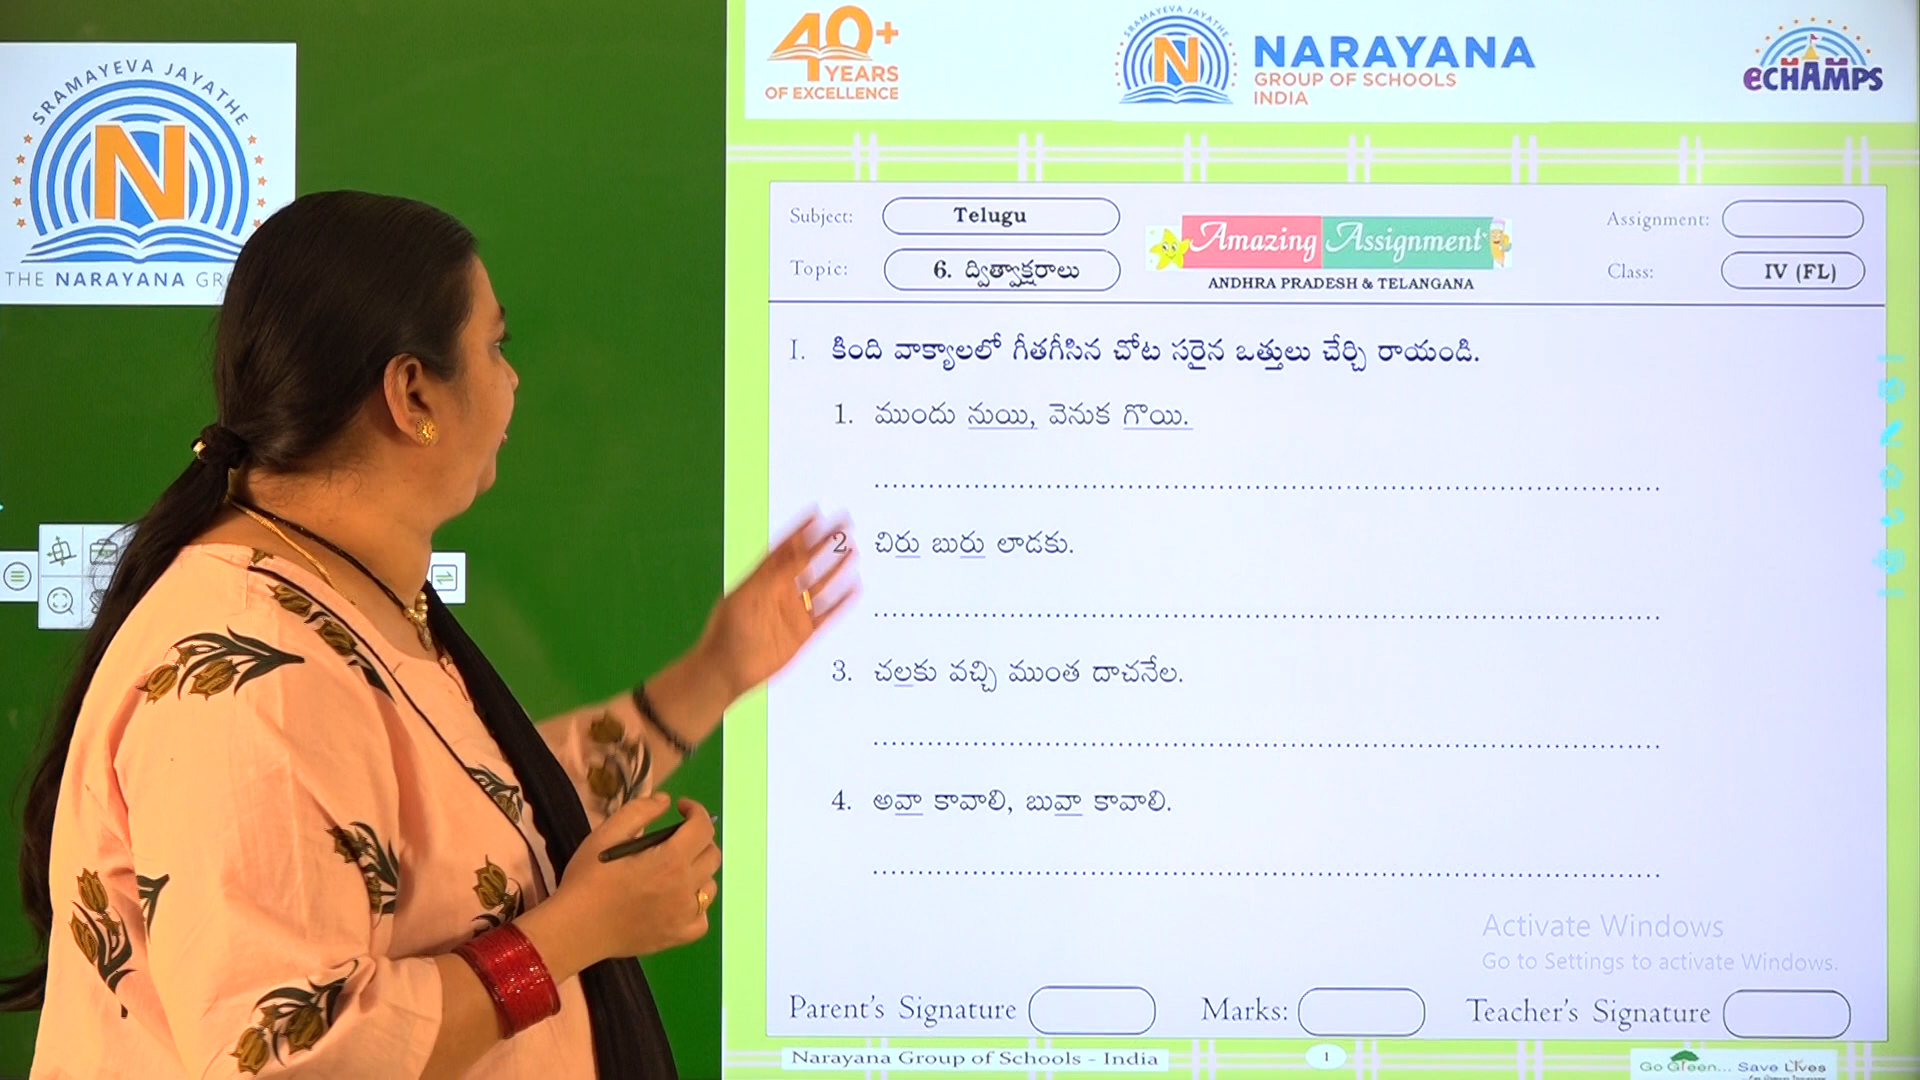 SRAMAYEVA JAYATHE
N
THE NARAYANA GR
40+
YEARS
OF EXCELLENCE
SRAMAYEVA JAYATHE
N
NARAYANA
GROUP OF SCHOOLS
INDIA
eCHAMPS
Subject: Telugu
Topic: 6. ద్విత్వాక్షరాలు
Amazing Assignment
ANDHRA PRADESH & TELANGANA
Assignment:
Class: IV (FL)
I. కింది వాక్యాలలో గీతగీసిన చోట సరైన ఒత్తులు చేర్చి రాయండి.
1. ముందు నుయి, వెనుక గొయి.
2. చిరు బురు లాడకు.
3. చలకు వచ్చి ముంత దాచనేల.
4. అవా కావాలి, బువా కావాలి.
Activate Windows
Go to Settings to activate Windows.
Parent's Signature Marks: Teacher's Signature
Narayana Group of Schools - India 1
Go Green... Save Lives